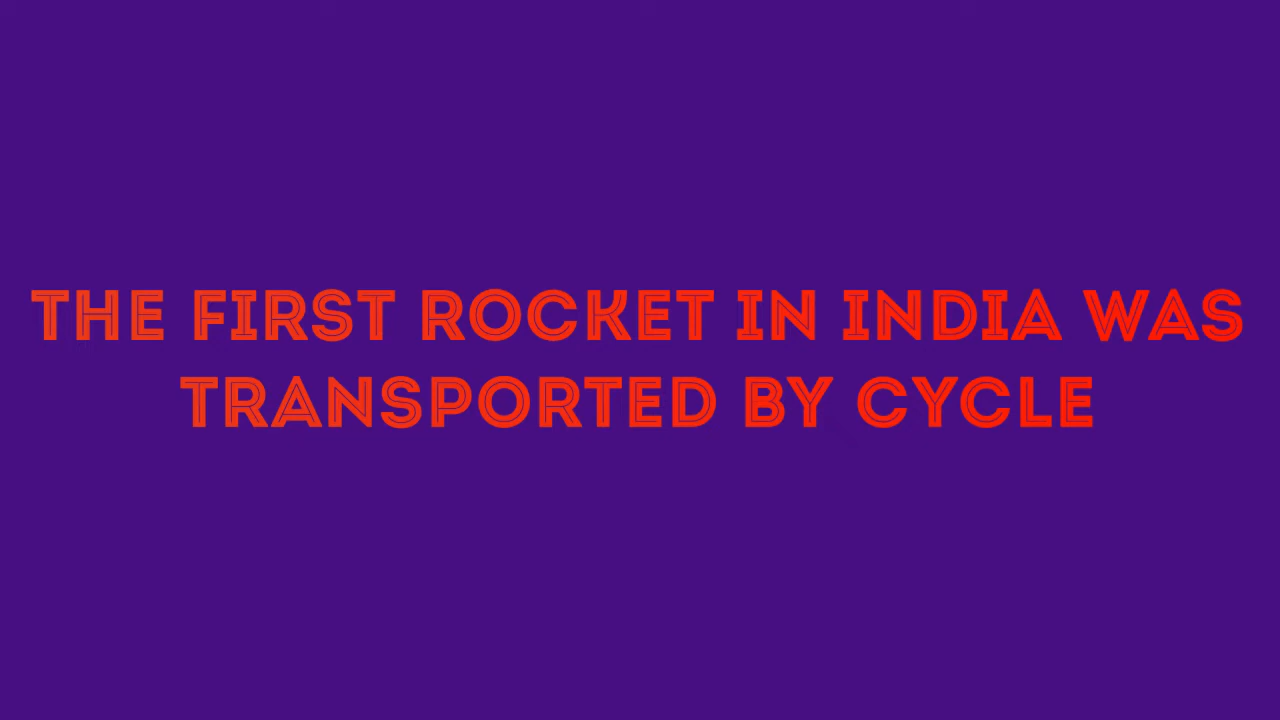 THE FIRST ROCKET IN INDIA WAS
TRANSPORTED BY CYCLE